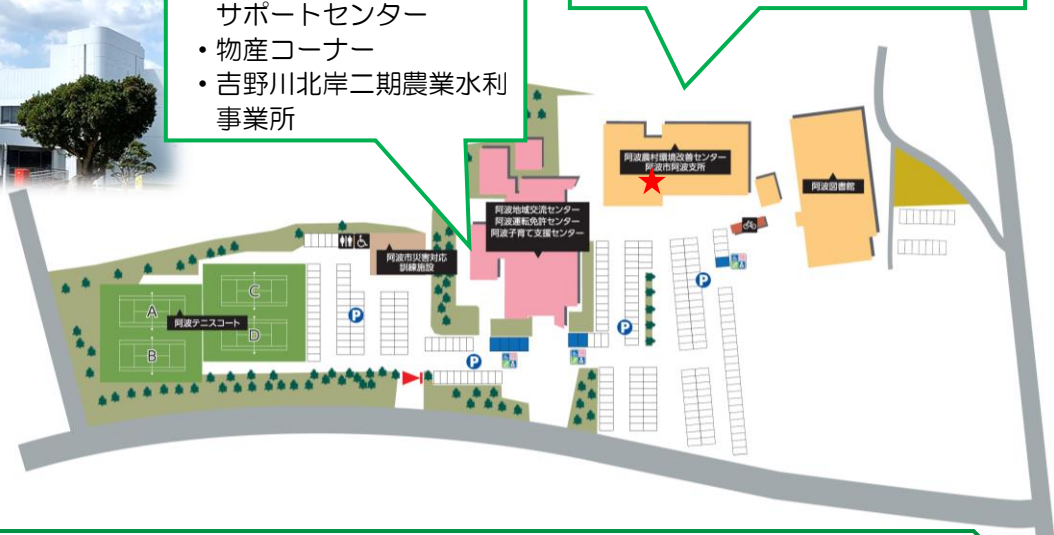 サポートセンター
・物産コーナー
・吉野川北岸二期農業水利
事業所
阿波農村環境改善センター
阿波市阿波支所
阿波図書館
阿波地域交流センター
阿波運転免許センター
阿波子育て支援センター
阿波市災害対応
訓練施設
阿波テニスコート
A
B
C
D
P
P
P
P